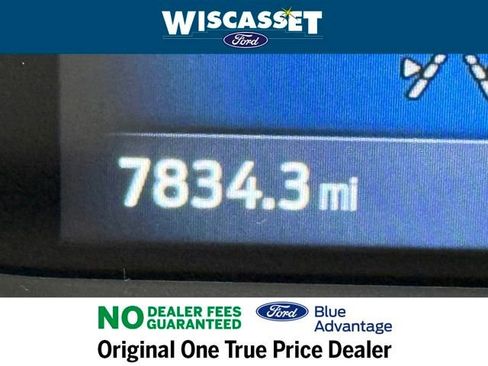 WISCASSET
Ford
7834.3 mi
NO DEALER FEES
GUARANTEED
Ford
Blue
Advantage
Original One True Price Dealer